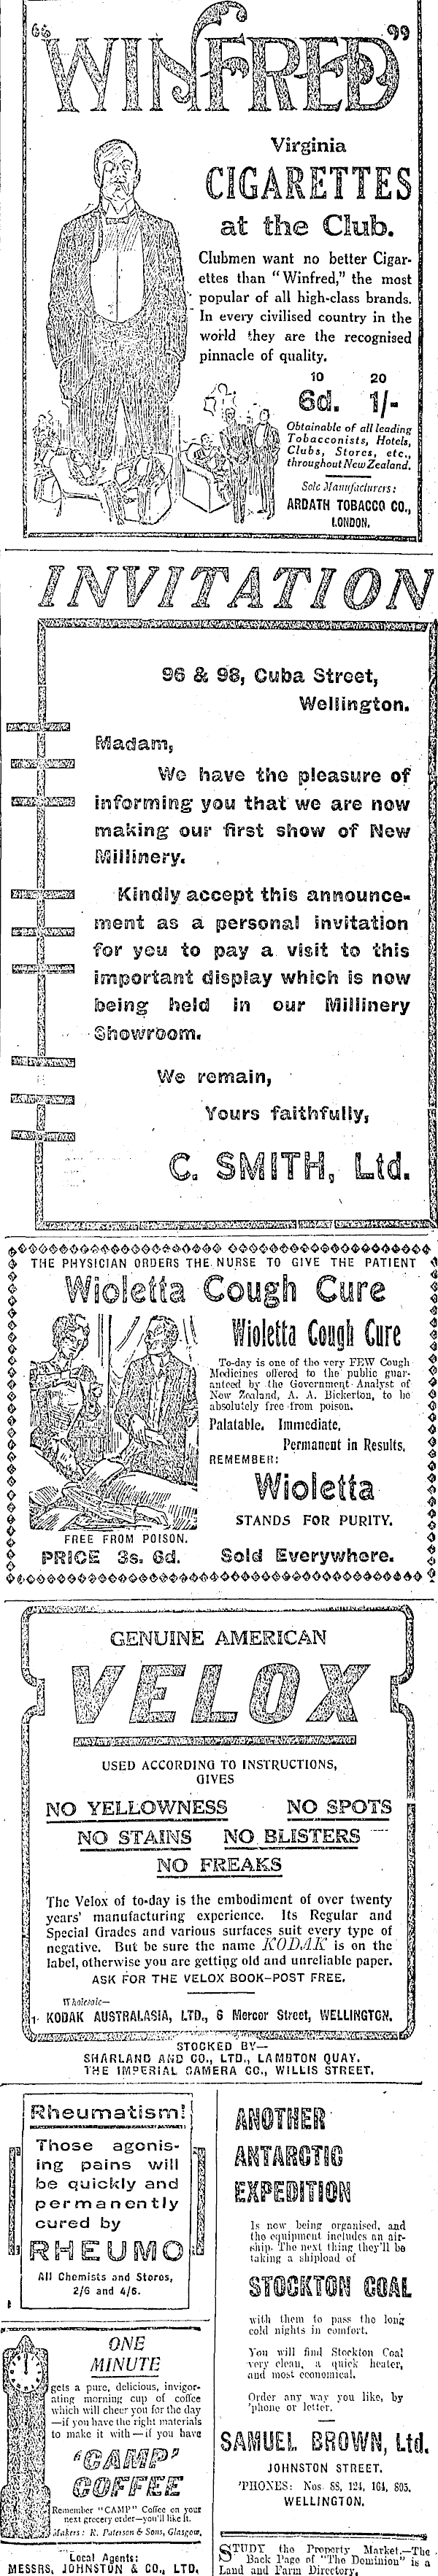 "WINFRED"
Virginia
CIGARETTES
at the Club.
Clubmen want no better Cigar-
ettes than "Winfred," the most
popular of all high-class brands.
In every civilised country in the
world they are the recognised
pinnacle of quality.
10 20
6d. 1/-
Obtainable of all leading
Tobacconists, Hotels,
Clubs, Stores, etc.,
throughout New Zealand.
Sole Manufacturers:
ARDATH TOBACCO CO.,
LONDON.
INVITATION
96 & 98, Cuba Street,
Wellington.
Madam,
We have the pleasure of
informing you that we are now
making our first show of New
Millinery.
Kindly accept this announce-
ment as a personal invitation
for you to pay a visit to this
important display which is now
being held in our Millinery
Showroom.
We remain,
Yours faithfully,
C. SMITH, Ltd.
THE PHYSICIAN ORDERS THE NURSE TO GIVE THE PATIENT
Wioletta Cough Cure
Wioletta Cough Cure
To-day is one of the very FEW Cough
Medicines offered to the public guar-
anteed by the Government Analyst of
New Zealand, A. A. Bickerton, to be
absolutely free from poison.
Palatable. Immediate.
Permanent in Results.
REMEMBER:
Wioletta
STANDS FOR PURITY.
FREE FROM POISON.
PRICE 3s. 6d. Sold Everywhere.
GENUINE AMERICAN
VELOX
USED ACCORDING TO INSTRUCTIONS,
GIVES
NO YELLOWNESS NO SPOTS
NO STAINS NO BLISTERS
NO FREAKS
The Velox of to-day is the embodiment of over twenty
years' manufacturing experience. Its Regular and
Special Grades and various surfaces suit every type of
negative. But be sure the name KODAK is on the
label, otherwise you are getting old and unreliable paper.
ASK FOR THE VELOX BOOK—POST FREE.
Wholesale—
KODAK AUSTRALASIA, LTD., 6 Mercer Street, WELLINGTON.
STOCKED BY—
SHARLAND AND CO., LTD., LAMBTON QUAY.
THE IMPERIAL CAMERA CO., WILLIS STREET.
Rheumatism!
Those agonis-
ing pains will
be quickly and
permanently
cured by
RHEUMO
All Chemists and Stores,
2/6 and 4/6.
ONE
MINUTE
gets a pure, delicious, invigor-
ating morning cup of coffee
which will cheer you for the day
—if you have the right materials
to make it with—if you have
'CAMP'
COFFEE
Remember "CAMP" Coffee on your
next grocery order—you'll like it.
Makers: R. Paterson & Sons, Glasgow.
Local Agents:
MESSRS. JOHNSTON & CO., LTD.
ANOTHER
ANTARCTIC
EXPEDITION
Is now being organised, and
the equipment includes an air-
ship. The next thing they'll be
taking a shipload of
STOCKTON COAL
with them to pass the long
cold nights in comfort.
You will find Stockton Coal
very clean, a quick heater,
and most economical.
Order any way you like, by
'phone or letter.
SAMUEL BROWN, Ltd.
JOHNSTON STREET.
'PHONES: Nos. 88, 124, 164, 805.
WELLINGTON.
STUDY the Property Market.—The
Back Page of "The Dominion" is a
Land and Farm Directory.